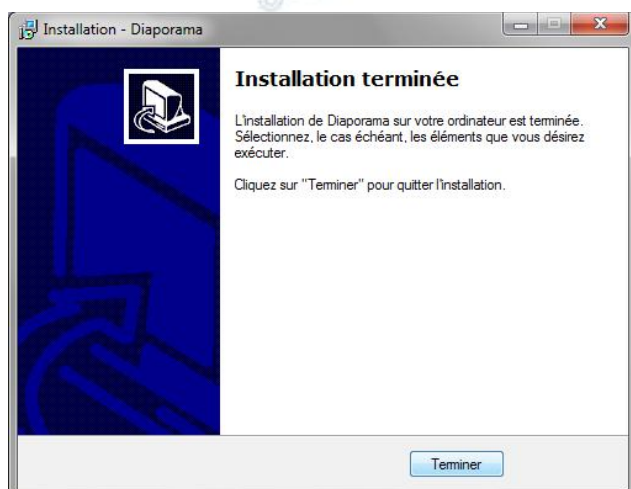 Installation - Diaporama
Installation terminée
L'installation de Diaporama sur votre ordinateur est terminée.
Sélectionnez, le cas échéant, les éléments que vous désirez
exécuter.
Cliquez sur "Terminer" pour quitter l'installation.
Terminer